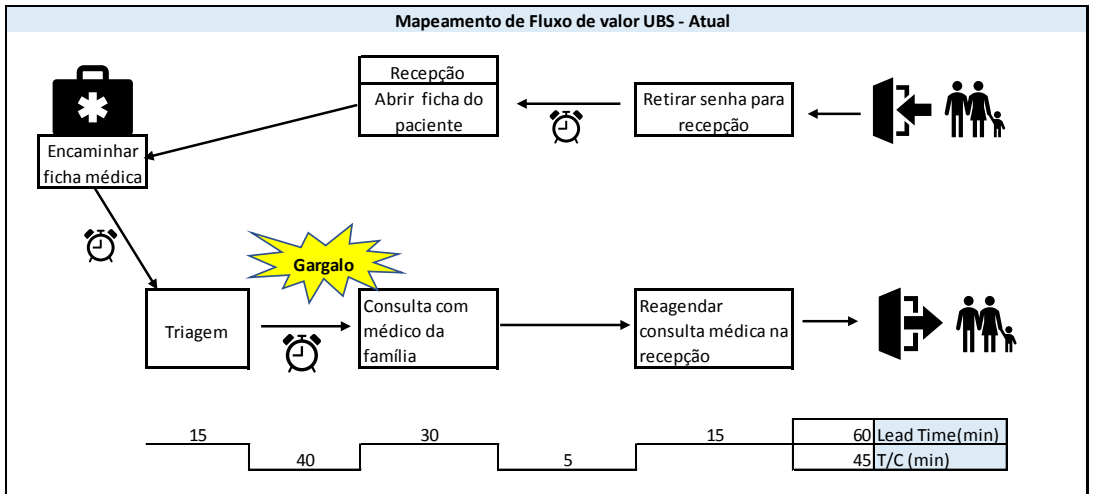 Mapeamento de Fluxo de valor UBS - Atual
Recepção
Abrir ficha do
paciente
Retirar senha para
recepção
Encaminhar
ficha médica
Gargalo
Triagem
Consulta com
médico da
família
Reagendar
consulta médica na
recepção
15
30
15
60 Lead Time(min)
40
5
45 T/C (min)